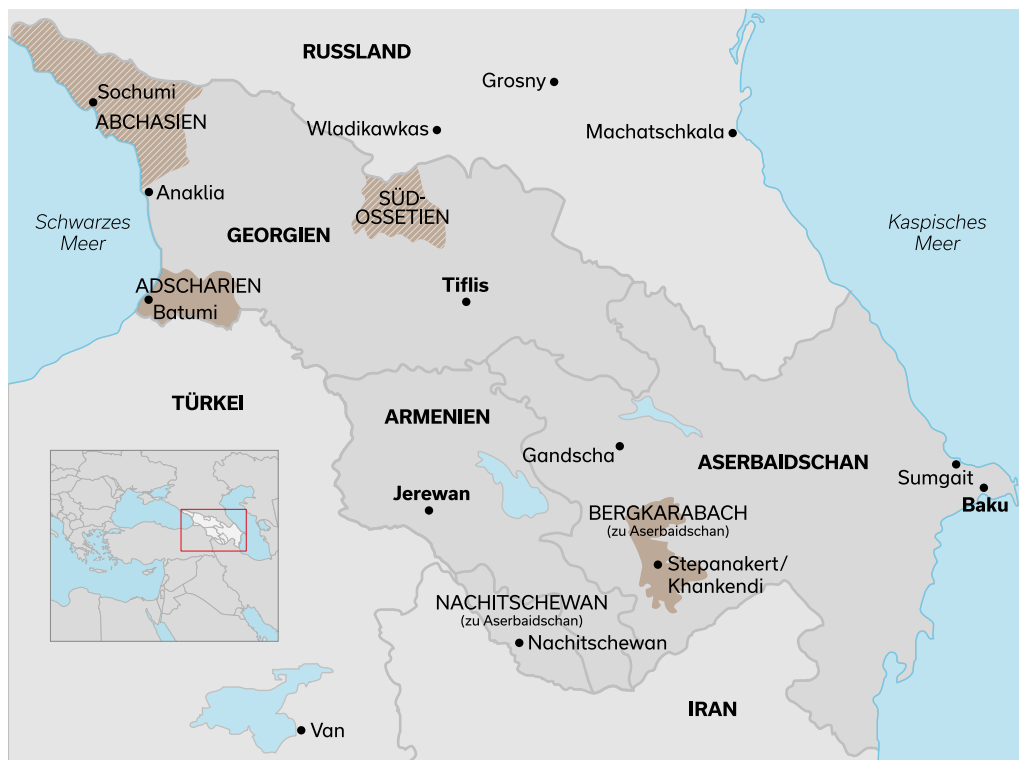 RUSSLAND
Grosny
Sochumi
ABCHASIEN
Wladikawkas
Machatschkala
Anaklia
SÜD-
OSSETIEN
Schwarzes
Meer
GEORGIEN
Kaspisches
Meer
ADSCHARIEN
Batumi
Tiflis
TÜRKEI
ARMENIEN
Gandscha
ASERBAIDSCHAN
Sumgait
Baku
Jerewan
BERGKARABACH
(zu Aserbaidschan)
Stepanakert/
Khankendi
NACHITSCHEWAN
(zu Aserbaidschan)
Nachitschewan
IRAN
Van